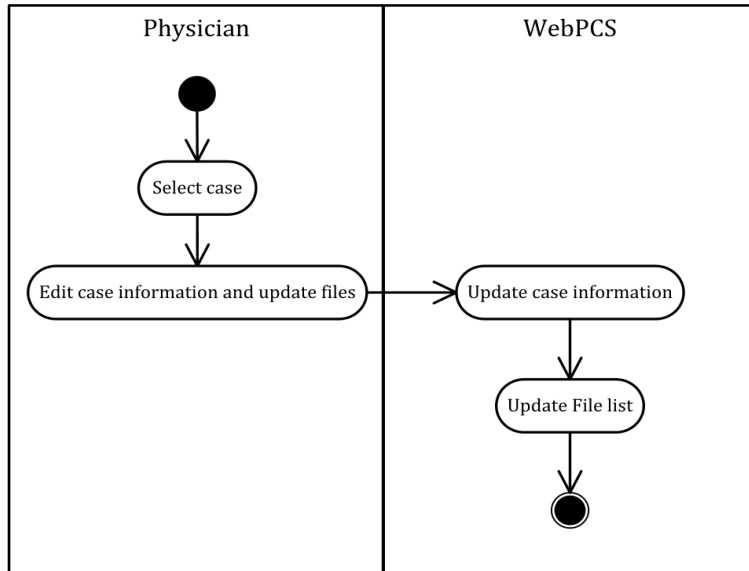 Physician
WebPCS
Select case
Edit case information and update files
Update case information
Update File list